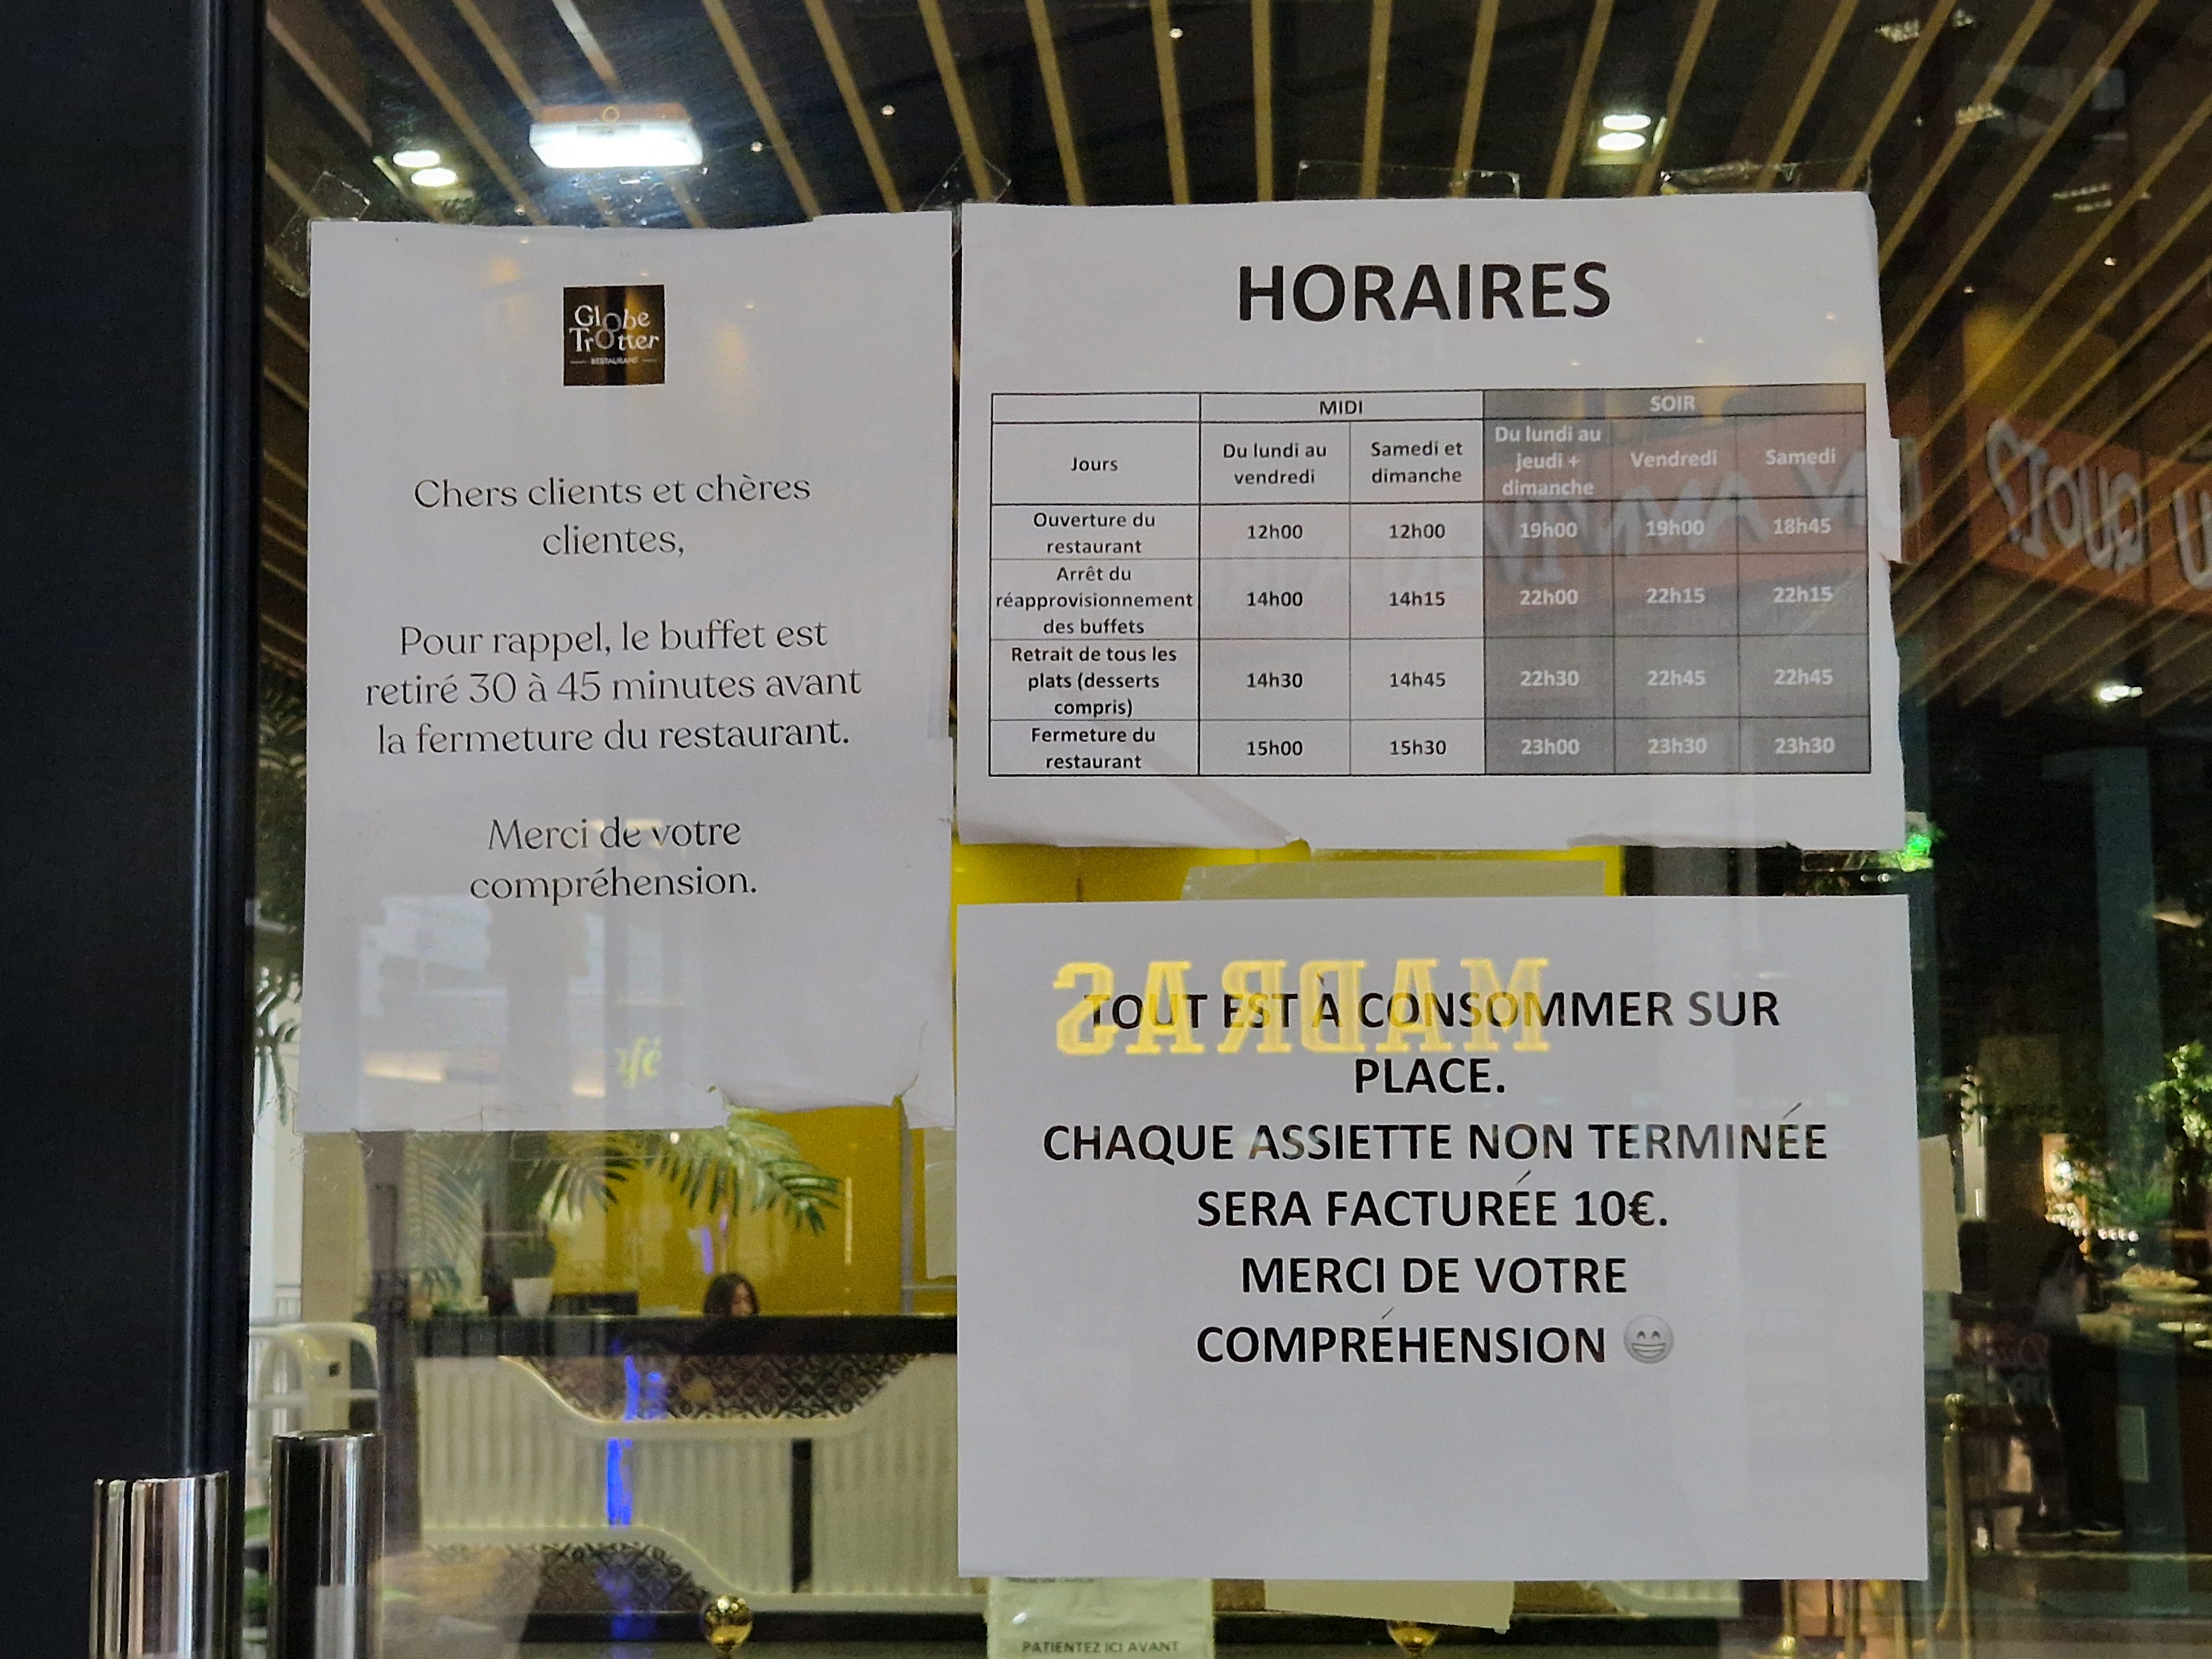 Globe
Trotter
RESTAURANT
Chers clients et chères
clientes,
Pour rappel, le buffet est
retiré 30 à 45 minutes avant
la fermeture du restaurant.
Merci de votre
compréhension.
HORAIRES
MIDI SOIR
Jours Du lundi au vendredi Samedi et dimanche Du lundi au jeudi + dimanche Vendredi Samedi
Ouverture du restaurant 12h00 12h00 19h00 19h00 18h45
Arrêt du réapprovisionnement des buffets 14h00 14h15 22h00 22h15 22h15
Retrait de tous les plats (desserts compris) 14h30 14h45 22h30 22h45 22h45
Fermeture du restaurant 15h00 15h30 23h00 23h30 23h30
MADRAS
TOUT EST À CONSOMMER SUR
PLACE.
CHAQUE ASSIETTE NON TERMINÉE
SERA FACTURÉE 10€.
MERCI DE VOTRE
COMPRÉHENSION 😁
PATIENTEZ ICI AVANT
QUOI?